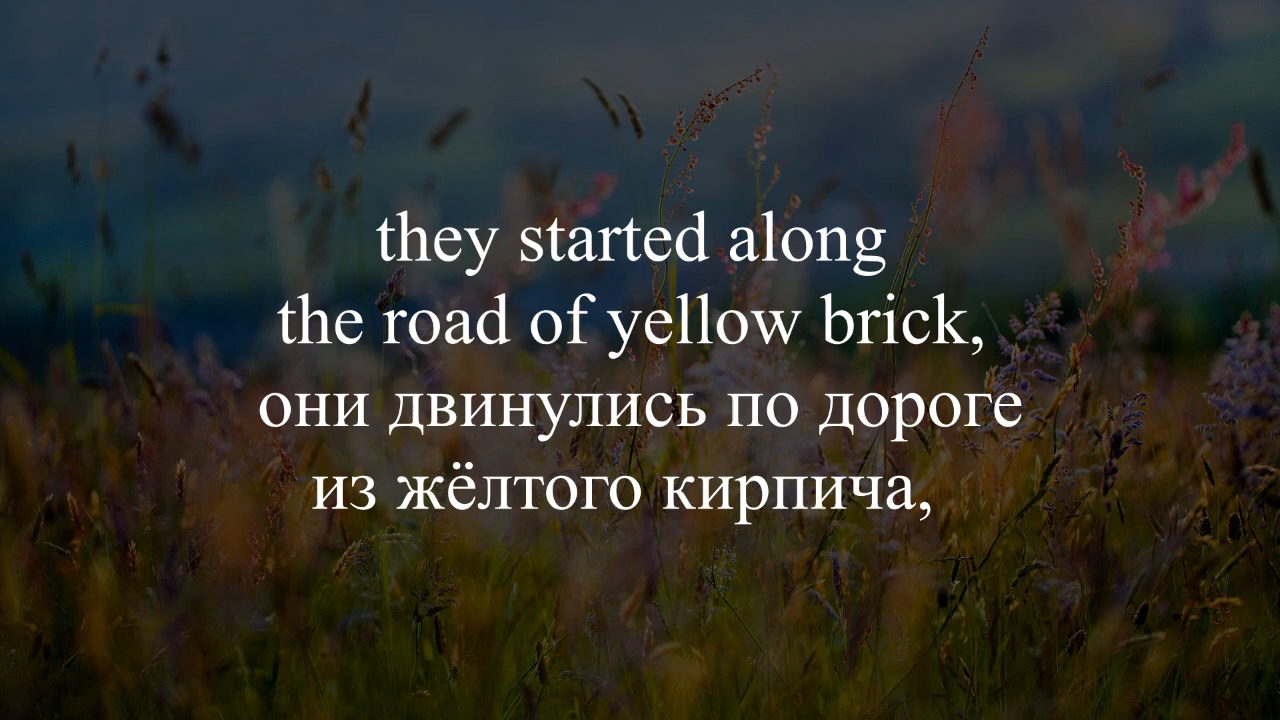 they started along
the road of yellow brick,
они двинулись по дороге
из жёлтого кирпича,